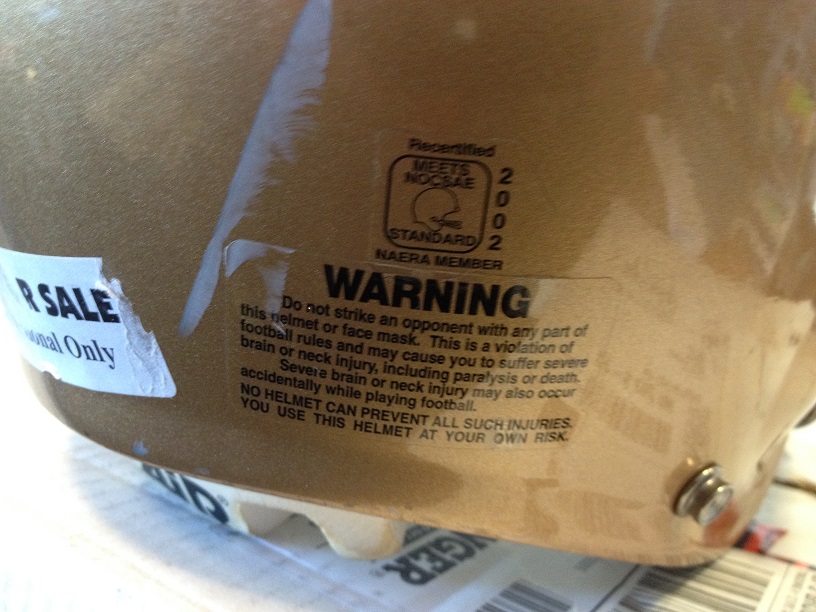 Recertified
MEETS
NOCSAE
STANDARD
2
0
0
2
NAERA MEMBER
R SALE
onal Only
WARNING
Do not strike an opponent with any part of
this helmet or face mask. This is a violation of
football rules and may cause you to suffer severe
brain or neck injury, including paralysis or death.
Severe brain or neck injury may also occur
accidentally while playing football.
NO HELMET CAN PREVENT ALL SUCH INJURIES.
YOU USE THIS HELMET AT YOUR OWN RISK.